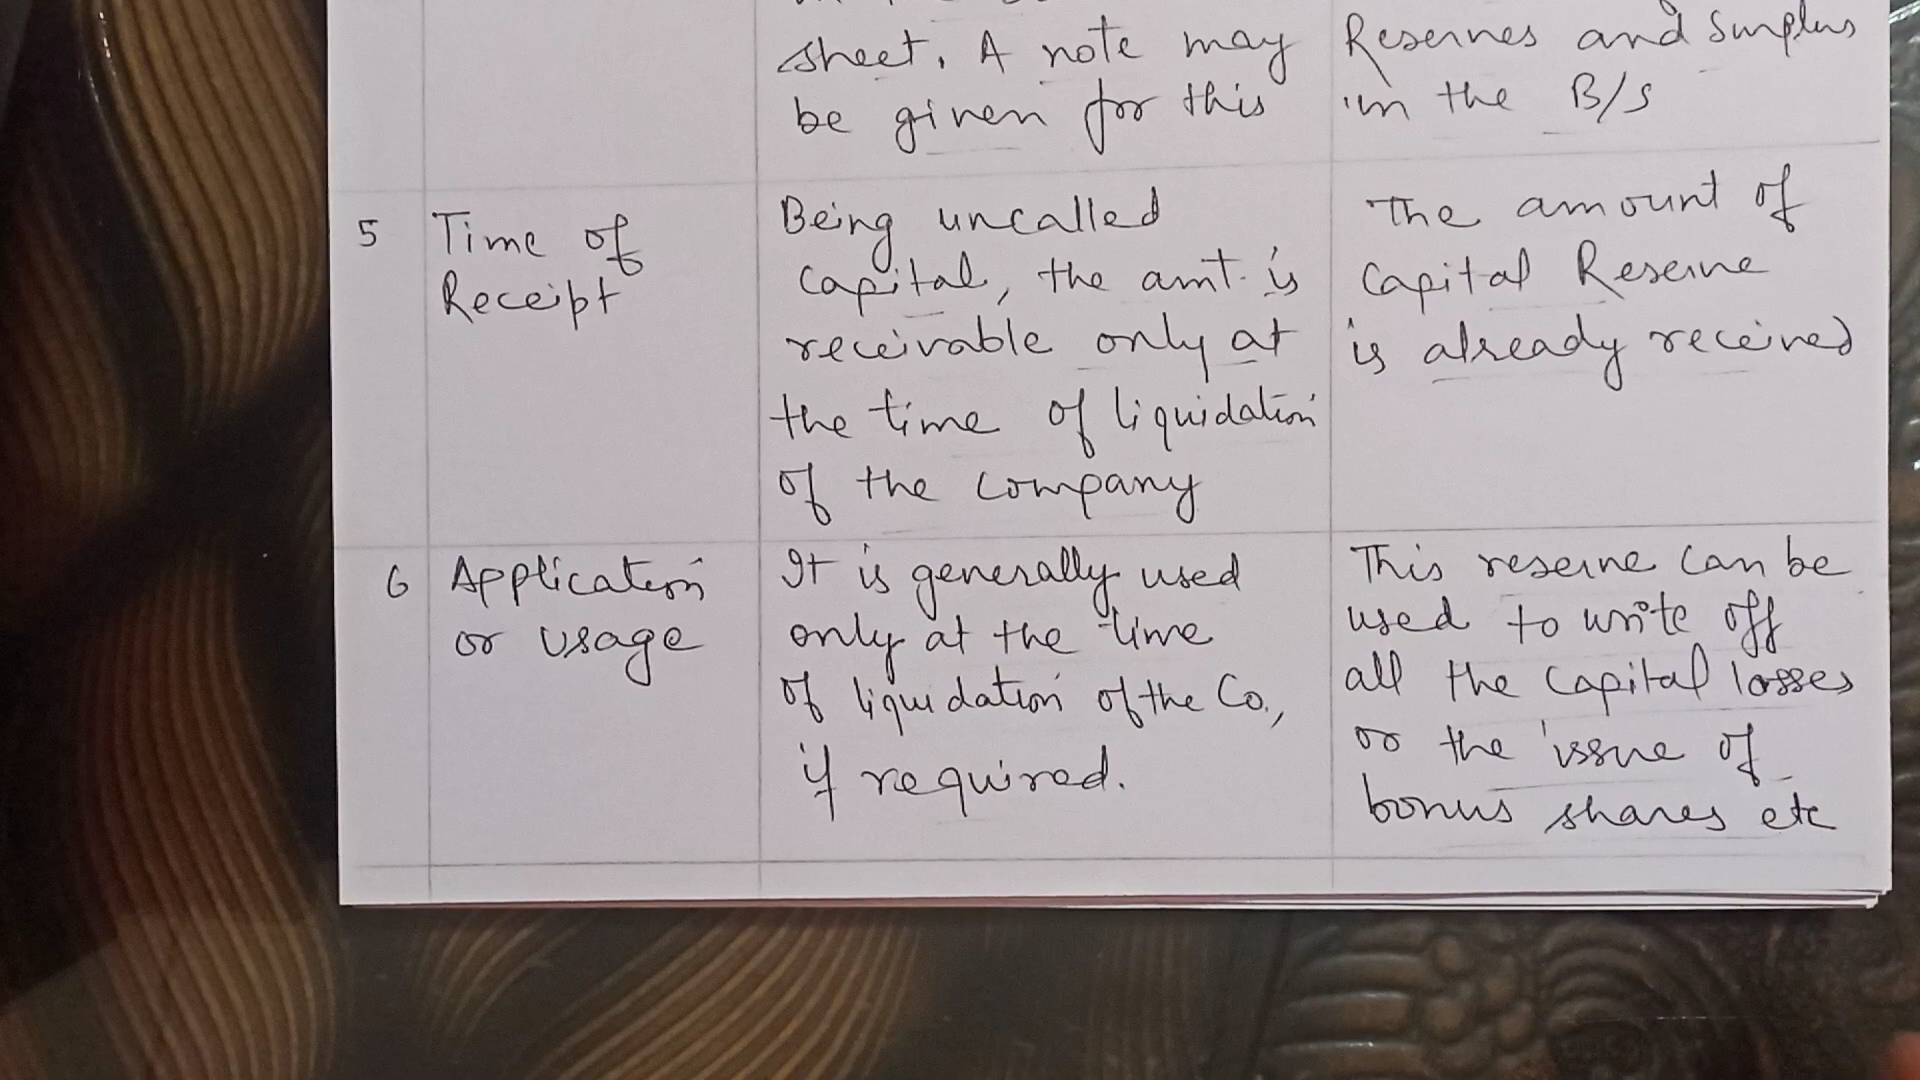 sheet. A note may
be given for this
Reserves and Surplus
in the B/S
5
Time of
Receipt
Being uncalled
Capital, the amt. is
receivable only at
the time of liquidation
of the company
The amount of
Capital Reserve
is already received
6
Application
or usage
It is generally used
only at the time
of liquidation of the Co.,
if required.
This reserve can be
used to write off
all the capital losses
or the issue of
bonus shares etc